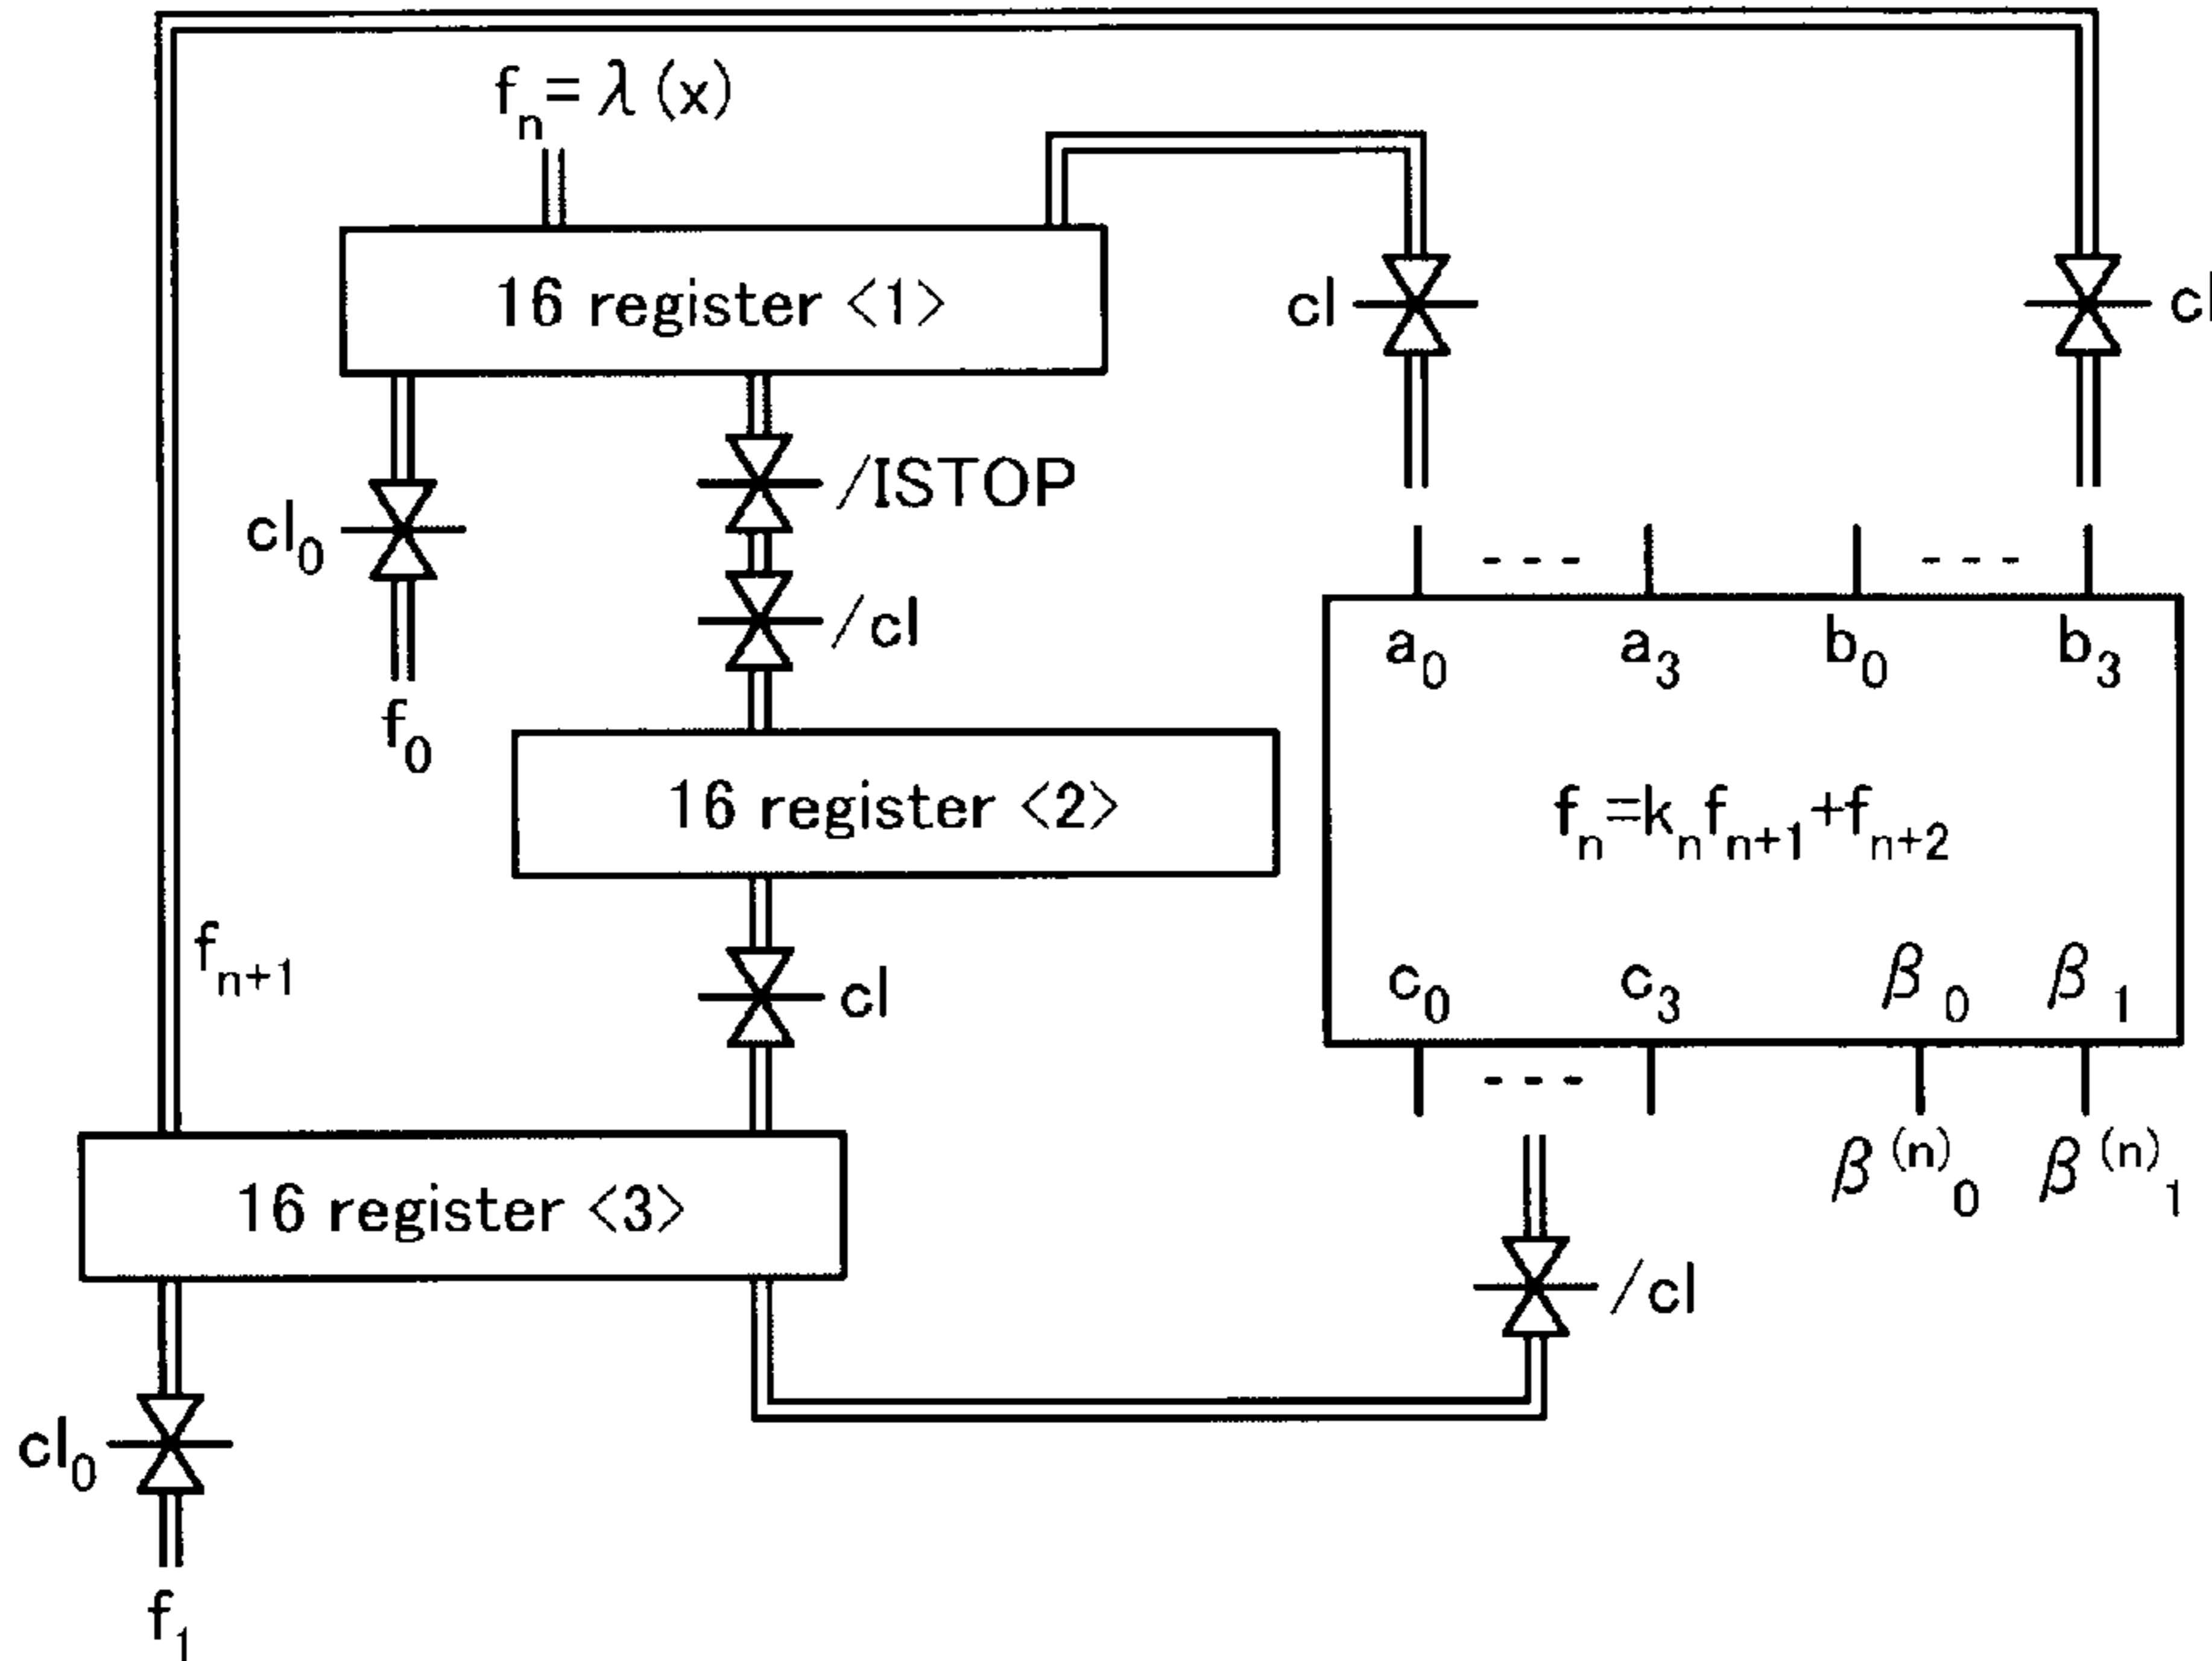 fₙ=λ(x)
16 register <1>
cl
cl
/ISTOP
cl₀
/cl
f₀
a₀ --- a₃ b₀ --- b₃
16 register <2>
fₙ=kₙfₙ₊₁+fₙ₊₂
fₙ₊₁
cl
c₀ c₃ β₀ β₁
---
β⁽ⁿ⁾₀ β⁽ⁿ⁾₁
16 register <3>
/cl
cl₀
f₁